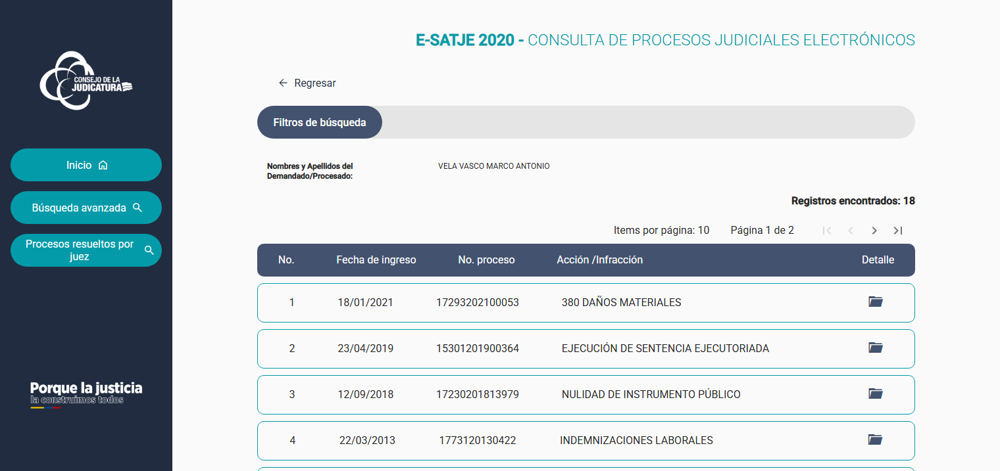 E-SATJE 2020 - CONSULTA DE PROCESOS JUDICIALES ELECTRÓNICOS
CONSEJO DE LA
JUDICATURA
Inicio
Búsqueda avanzada
Procesos resueltos por
juez
Porque la justicia
la construimos todos
Regresar
Filtros de búsqueda
Nombres y Apellidos del VELA VASCO MARCO ANTONIO
Demandado/Procesado:
Registros encontrados: 18
Items por página: 10 Página 1 de 2
No. Fecha de ingreso No. proceso Acción /Infracción Detalle
1 18/01/2021 17293202100053 380 DAÑOS MATERIALES
2 23/04/2019 15301201900364 EJECUCIÓN DE SENTENCIA EJECUTORIADA
3 12/09/2018 17230201813979 NULIDAD DE INSTRUMENTO PÚBLICO
4 22/03/2013 1773120130422 INDEMNIZACIONES LABORALES